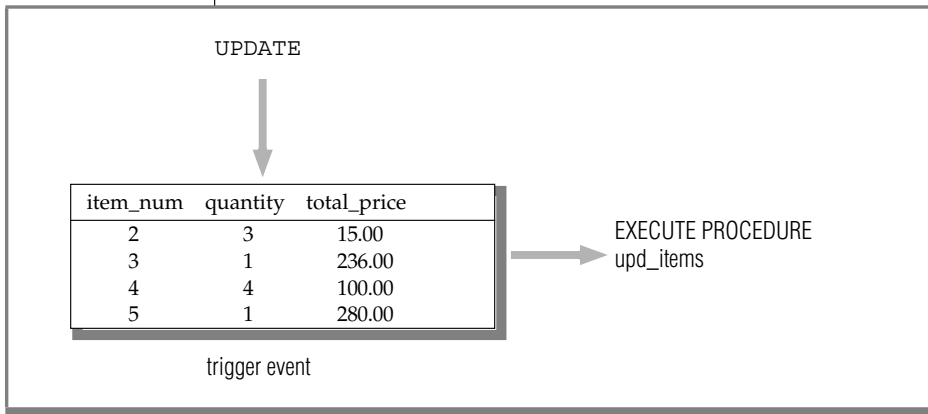 UPDATE
item_num quantity total_price
2 3 15.00
3 1 236.00
4 4 100.00
5 1 280.00
EXECUTE PROCEDURE
upd_items
trigger event